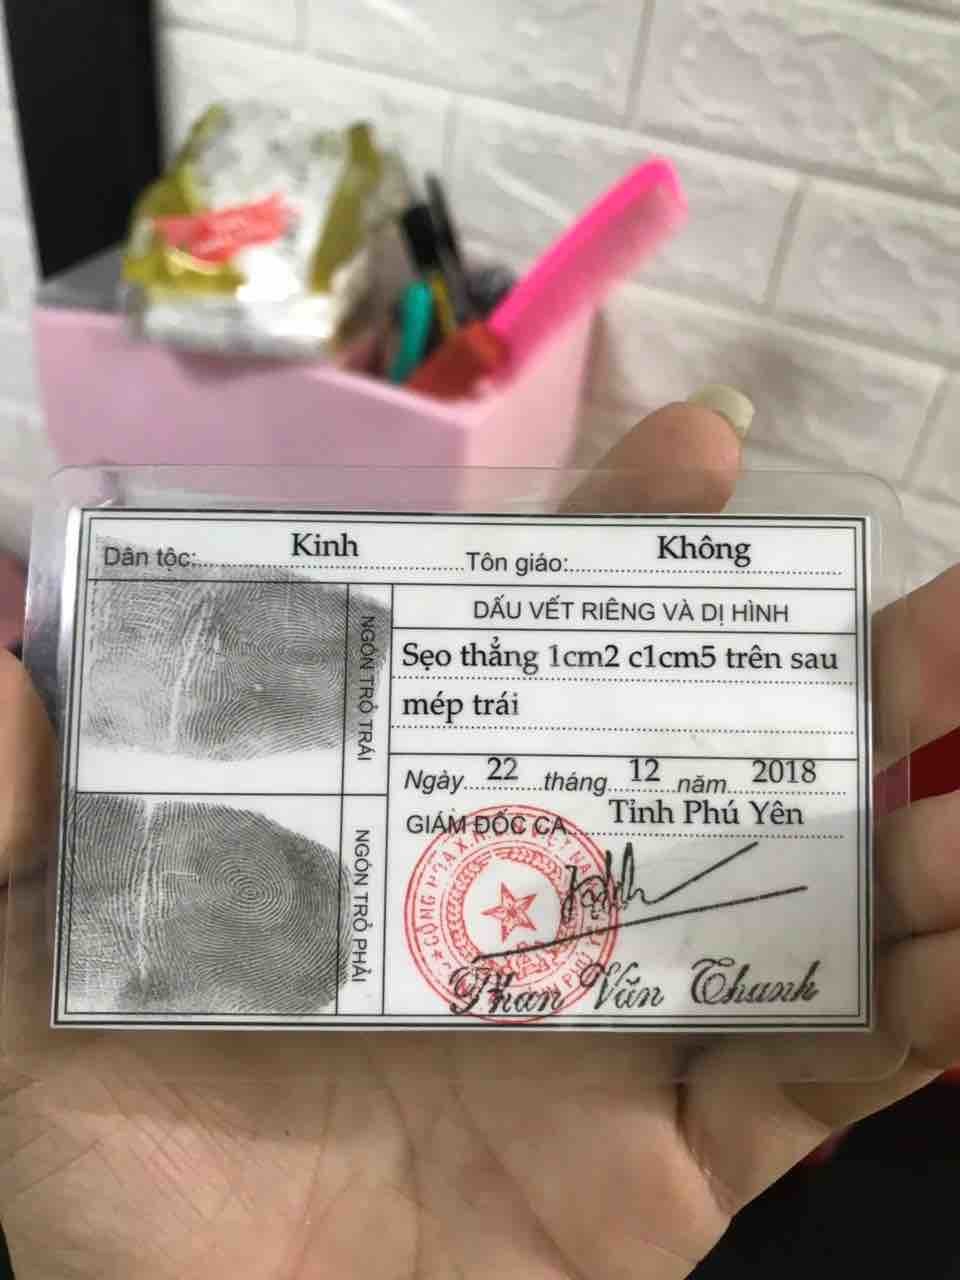 Dân tộc: Kinh Tôn giáo: Không
NGÓN TRỎ TRÁI
DẤU VẾT RIÊNG VÀ DỊ HÌNH
Sẹo thẳng 1cm2 c1cm5 trên sau
mép trái
Ngày 22 tháng 12 năm 2018
GIÁM ĐỐC CA Tỉnh Phú Yên
NGÓN TRỎ PHẢI
CỘNG HÒA X.H.
Phan Văn Thanh